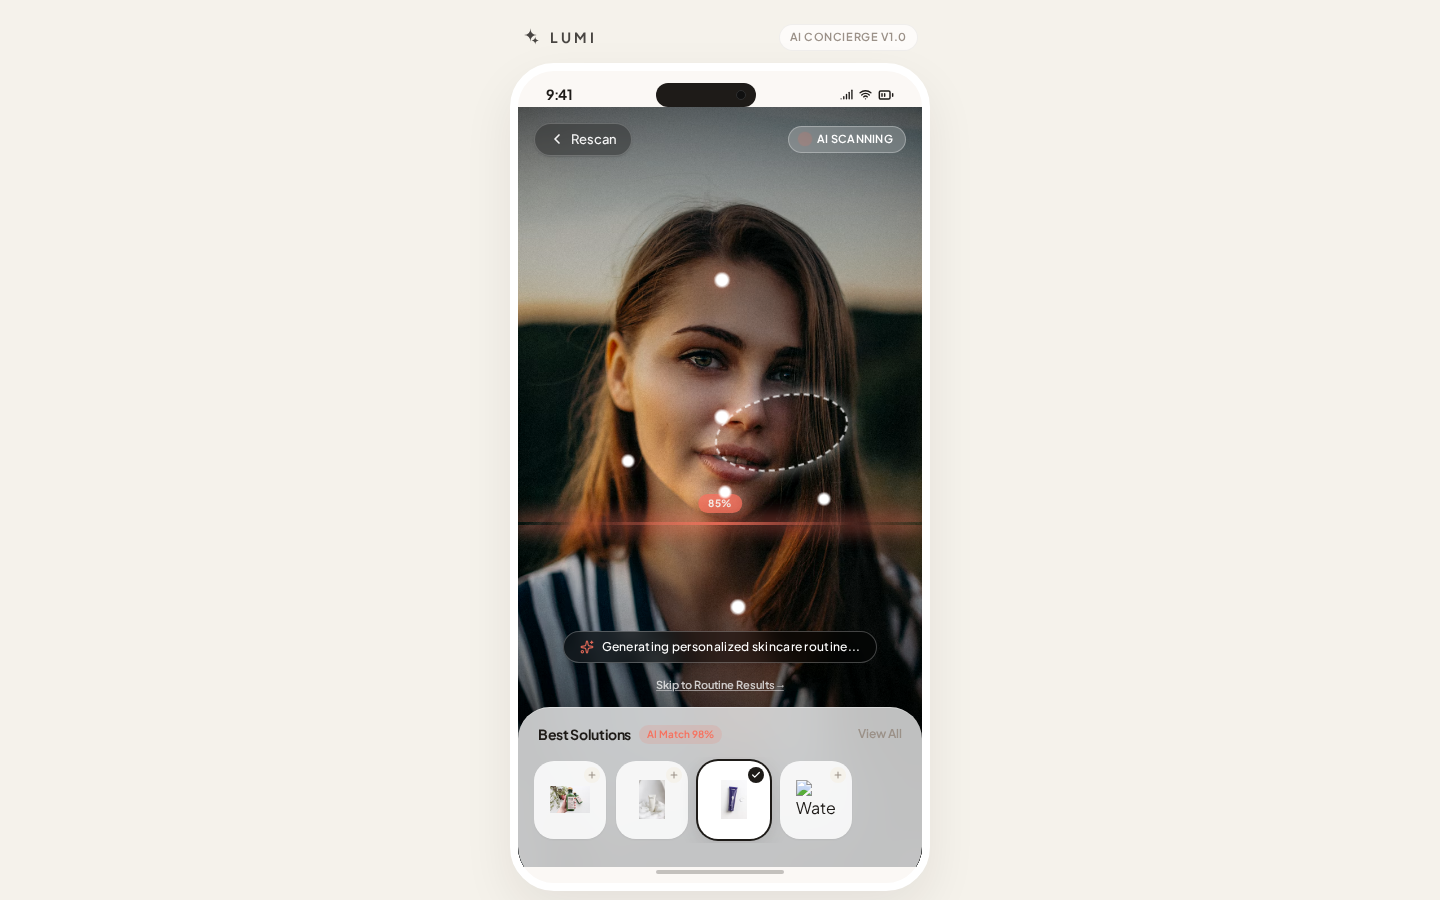 LUMI
AI CONCIERGE V1.0
9:41
Rescan
AI SCANNING
85%
Generating personalized skincare routine...
Skip to Routine Results→
Best Solutions
AI Match 98%
View All
Wate